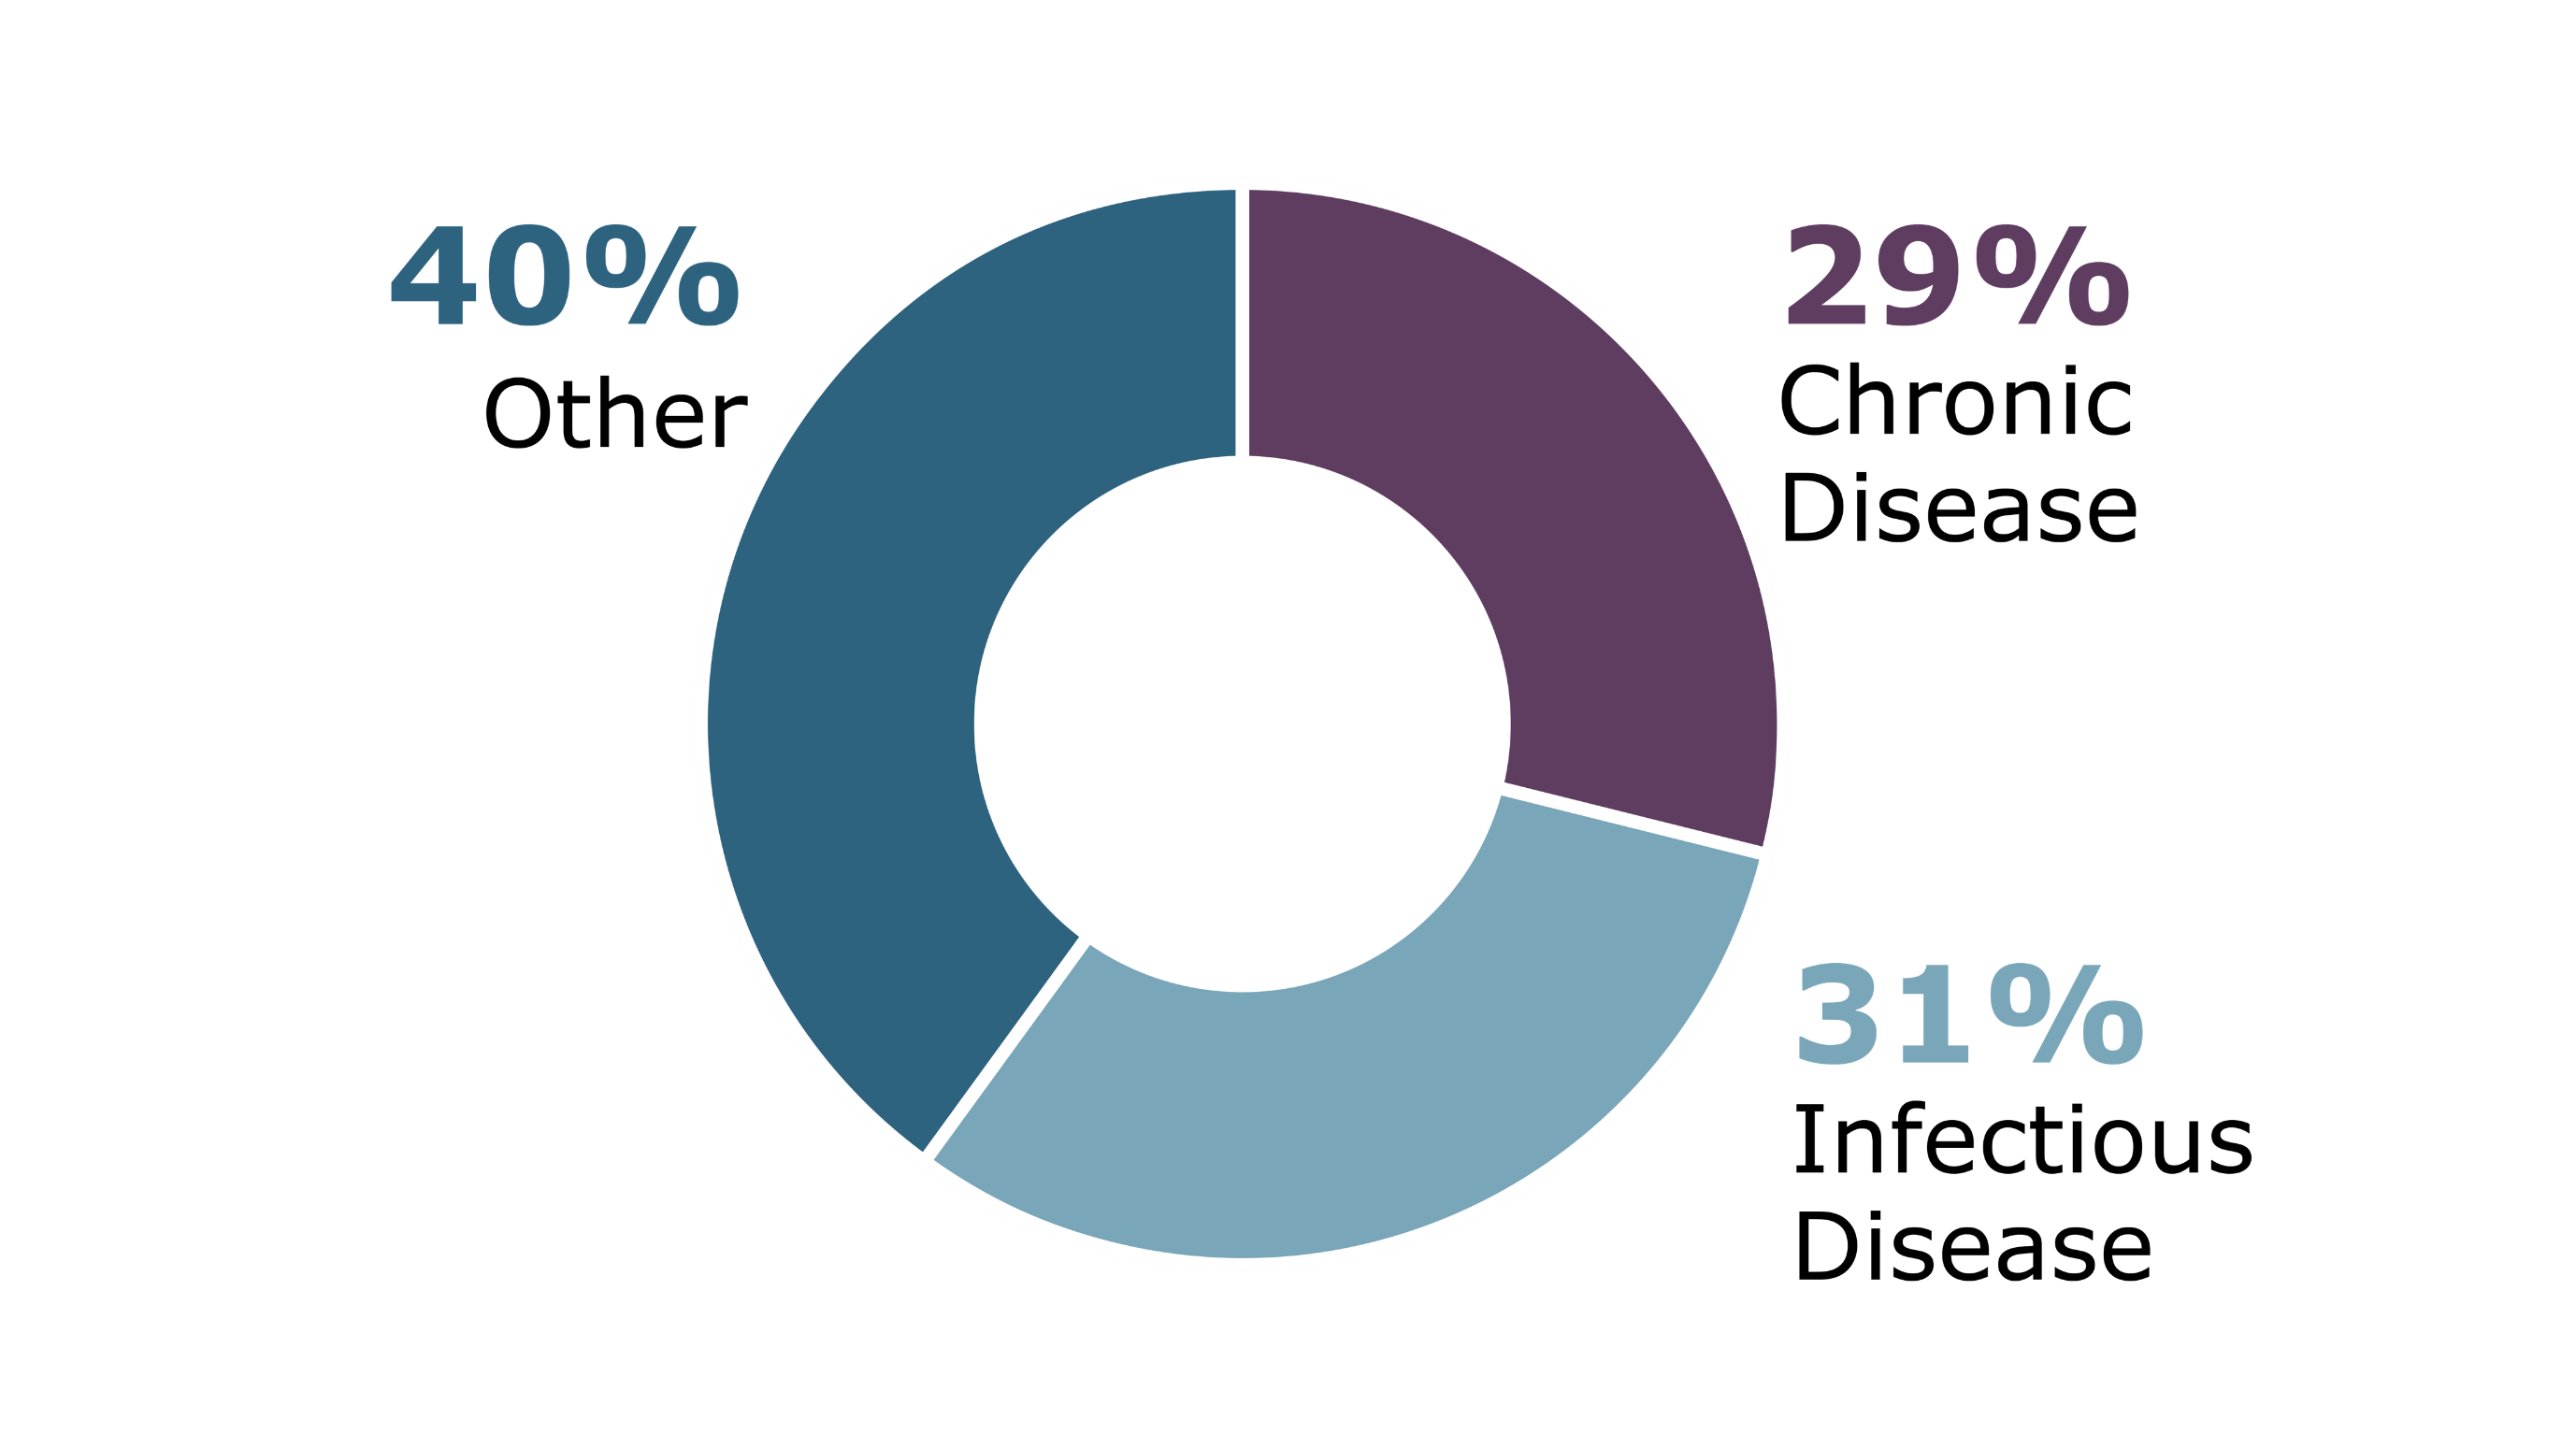 40%
Other
29%
Chronic
Disease
31%
Infectious
Disease